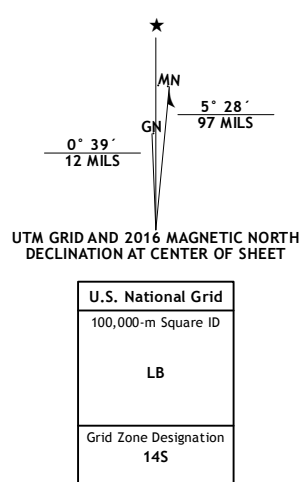 ★
MN
5° 28´
97 MILS
GN
0° 39´
12 MILS
UTM GRID AND 2016 MAGNETIC NORTH
DECLINATION AT CENTER OF SHEET
U.S. National Grid
100,000-m Square ID
LB
Grid Zone Designation
14S